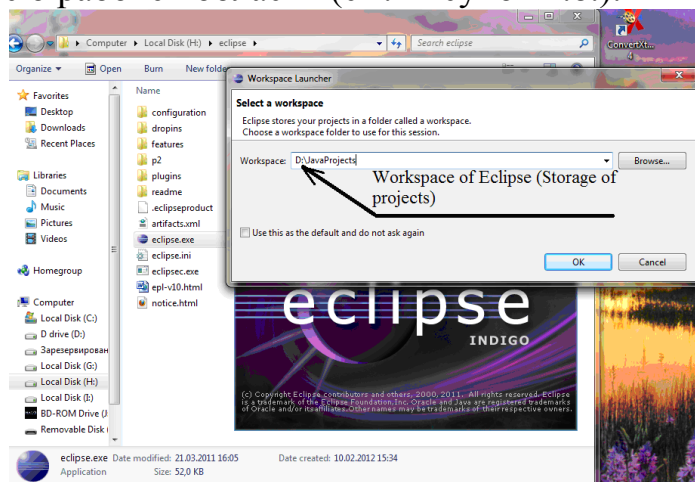 Computer ▸ Local Disk (H:) ▸ eclipse ▸
Search eclipse
ConvertXt...
4
Organize ▾ Open Burn New folde
Workspace Launcher
Select a workspace
Eclipse stores your projects in a folder called a workspace.
Choose a workspace folder to use for this session.
Workspace: D:\JavaProjects Browse...
Workspace of Eclipse (Storage of
projects)
Use this as the default and do not ask again
OK Cancel
Favorites
Desktop
Downloads
Recent Places
Libraries
Documents
Music
Pictures
Videos
Homegroup
Computer
Local Disk (C:)
D drive (D:)
Зарезервирован
Local Disk (G:)
Local Disk (H:)
Local Disk (I:)
BD-ROM Drive (J
Removable Disk
Name
configuration
dropins
features
p2
plugins
readme
.eclipseproduct
artifacts.xml
eclipse.exe
eclipse.ini
eclipsec.exe
epl-v10.html
notice.html
eclipse
INDIGO
(c) Copyright Eclipse contributors and others, 2000, 2011. All rights reserved. Eclipse
is a trademark of the Eclipse Foundation, Inc. Oracle and Java are registered trademarks
of Oracle and/or its affiliates. Other names may be trademarks of their respective owners.
eclipse.exe Date modified: 21.03.2011 16:05 Date created: 10.02.2012 15:34
Application Size: 52,0 KB